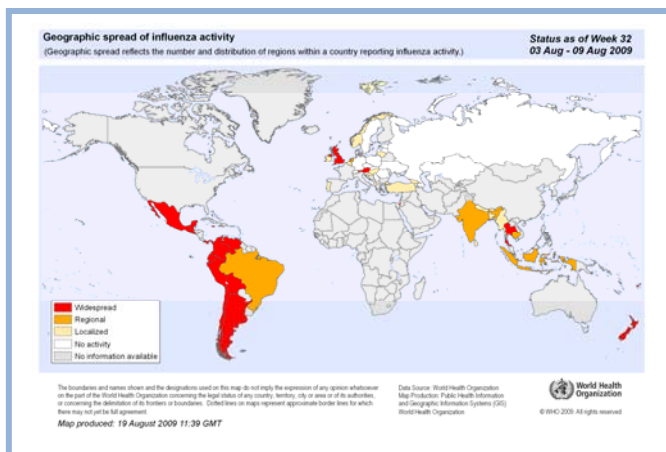 Geographic spread of influenza activity
(Geographic spread reflects the number and distribution of regions within a country reporting influenza activity.)
Status as of Week 32
03 Aug - 09 Aug 2009
Widespread
Regional
Localized
No activity
No information available
The boundaries and names shown and the designations used on this map do not imply the expression of any opinion whatsoever
on the part of the World Health Organization concerning the legal status of any country, territory, city or area or of its authorities,
or concerning the delimitation of its frontiers or boundaries. Dotted lines on maps represent approximate border lines for which
there may not yet be full agreement.
Map produced: 19 August 2009 11:39 GMT
Data Source: World Health Organization
Map Production: Public Health Information
and Geographic Information Systems (GIS)
World Health Organization
World Health
Organization
© WHO 2009. All rights reserved